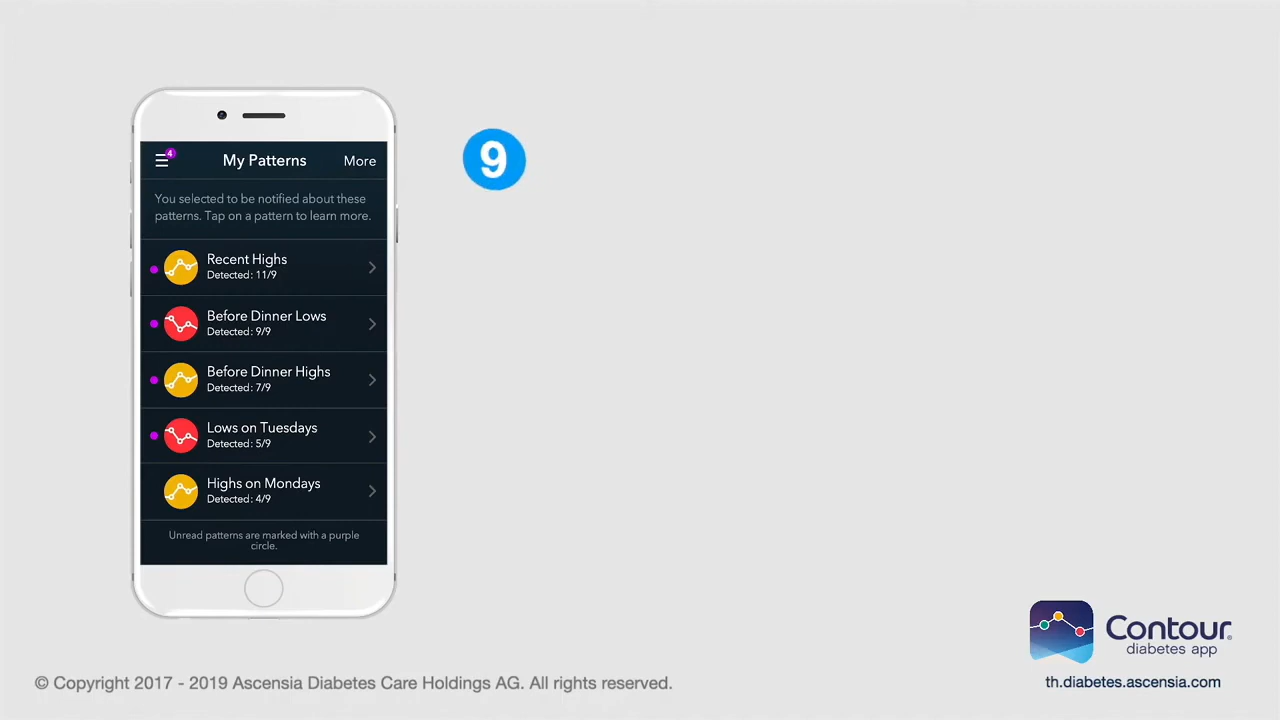 4
My Patterns
More
You selected to be notified about these
patterns. Tap on a pattern to learn more.
Recent Highs
Detected: 11/9
Before Dinner Lows
Detected: 9/9
Before Dinner Highs
Detected: 7/9
Lows on Tuesdays
Detected: 5/9
Highs on Mondays
Detected: 4/9
Unread patterns are marked with a purple
circle.
9
Contour®
diabetes app
th.diabetes.ascensia.com
© Copyright 2017 - 2019 Ascensia Diabetes Care Holdings AG. All rights reserved.